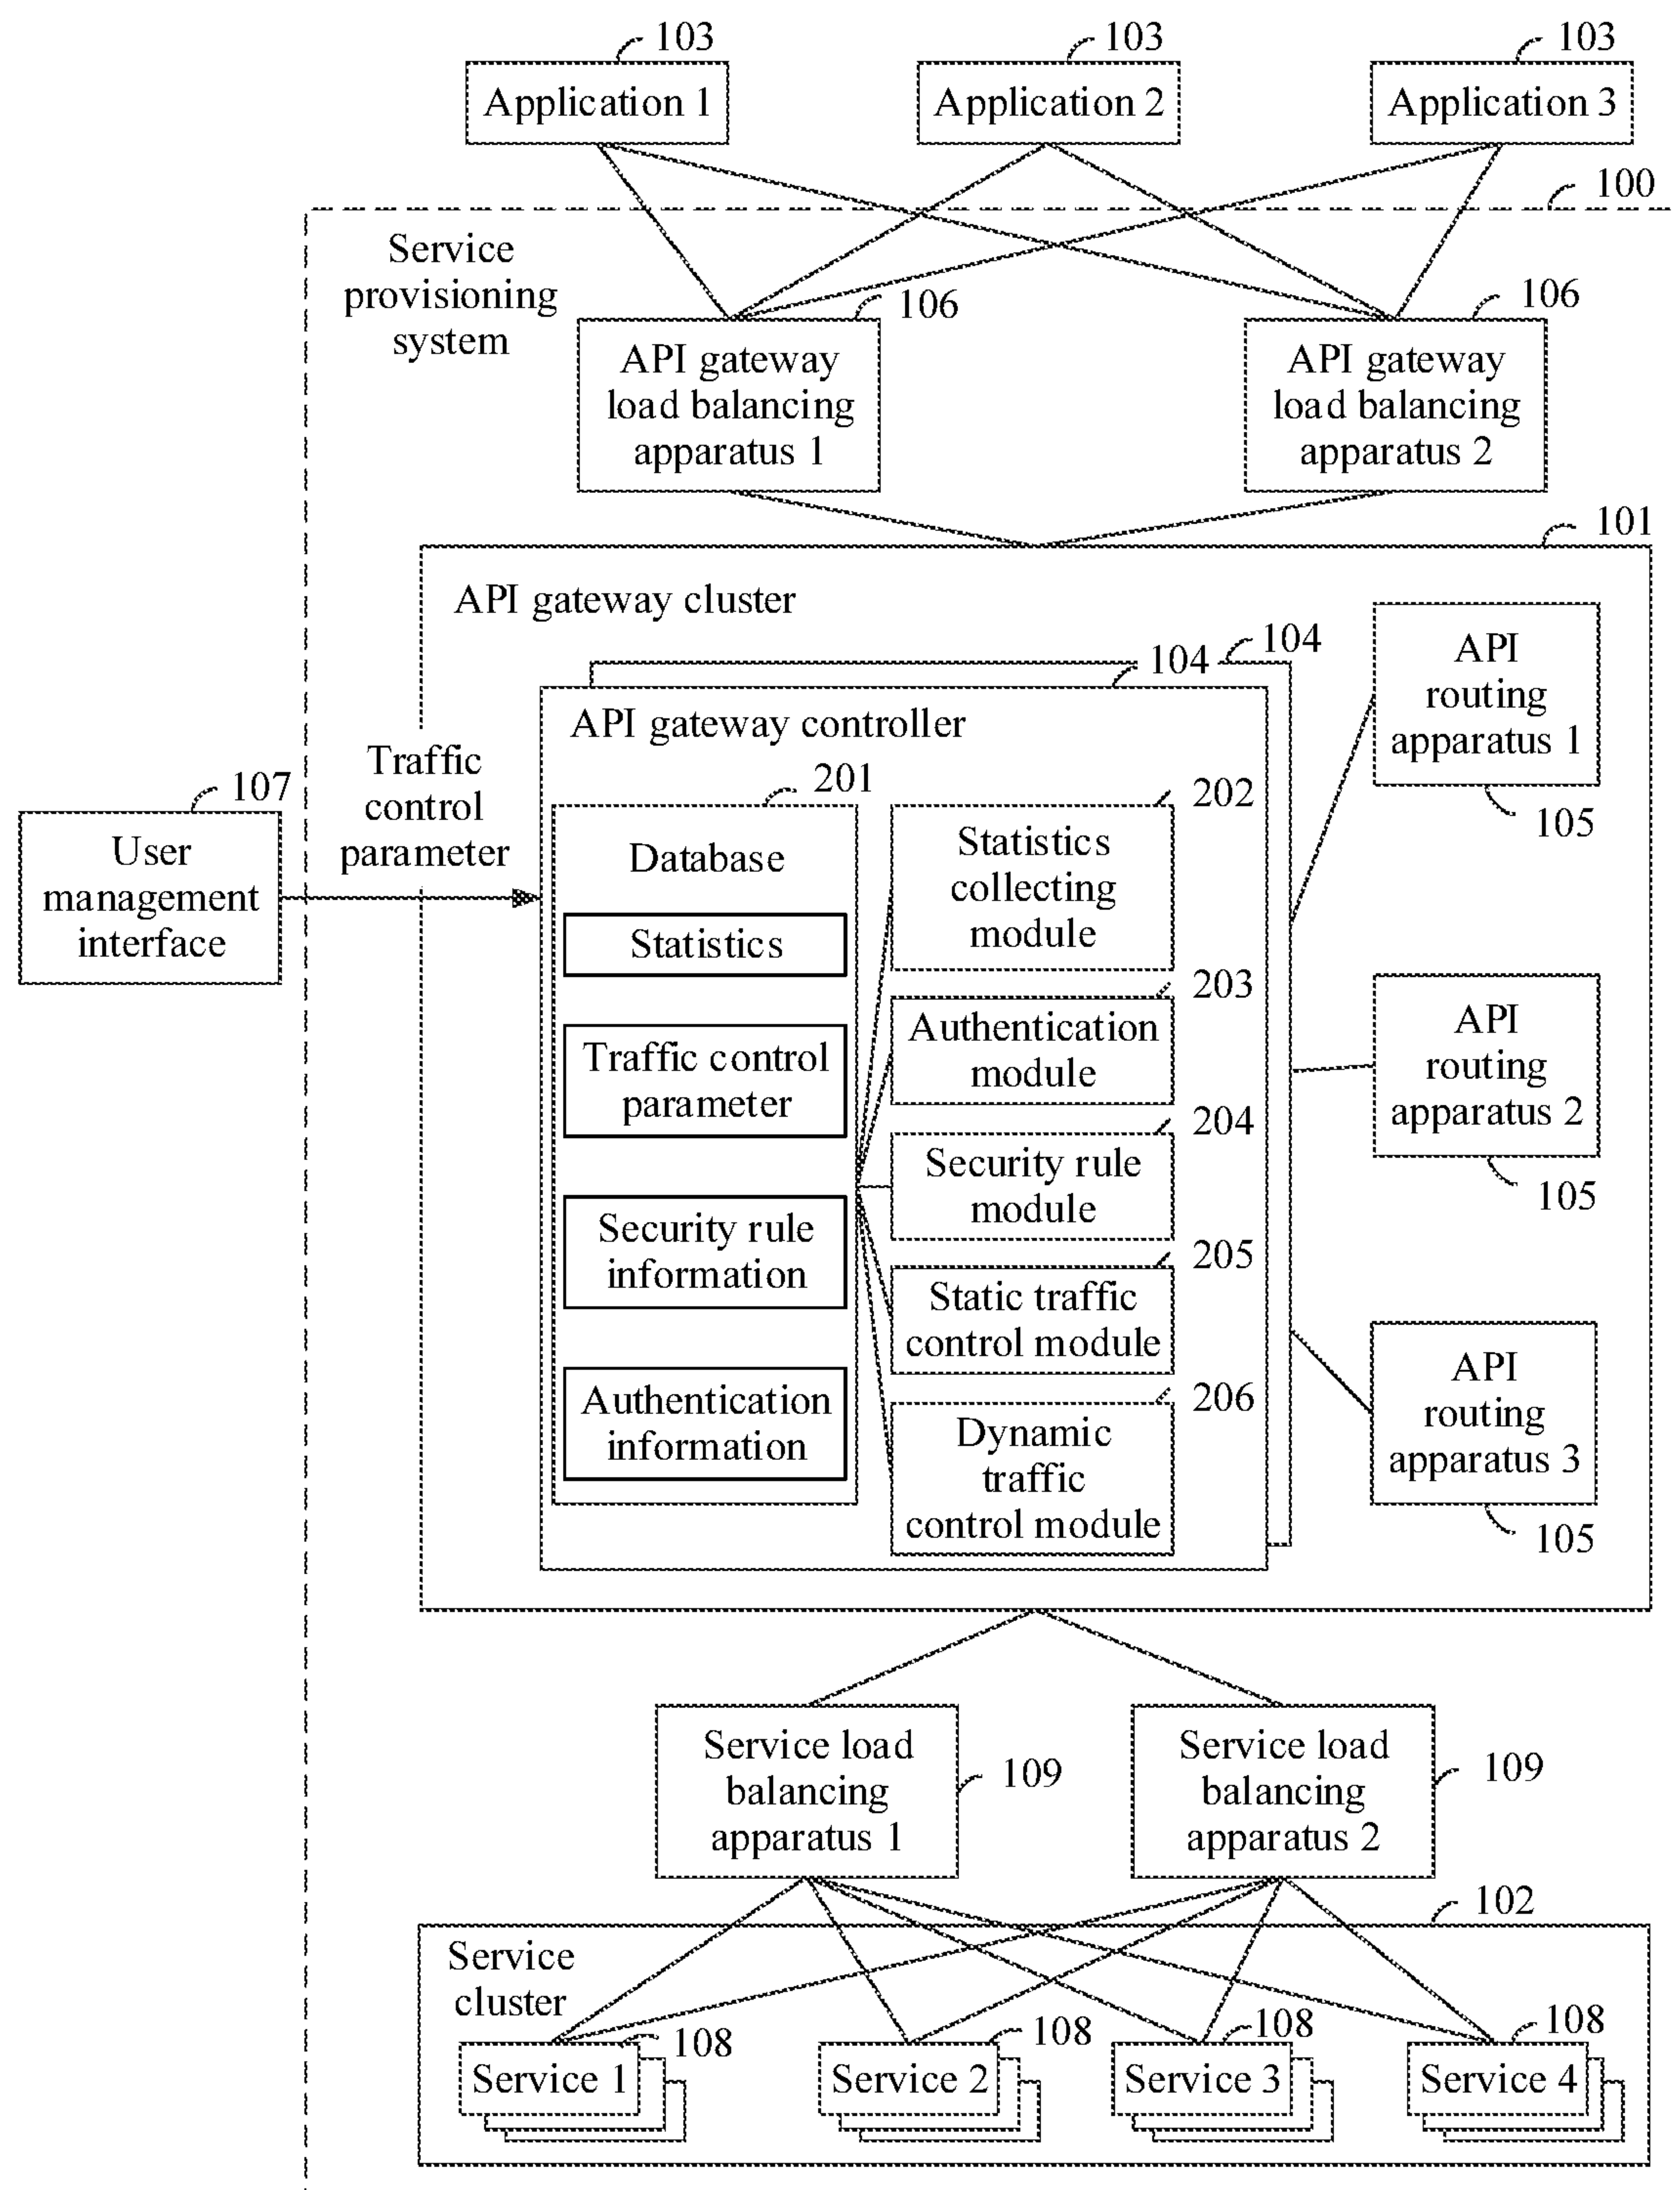 103
103
103
Application 1
Application 2
Application 3
100
Service
provisioning
system
106
106
API gateway
load balancing
apparatus 1
API gateway
load balancing
apparatus 2
101
API gateway cluster
104
104
API gateway controller
API
routing
apparatus 1
105
Traffic
control
parameter
107
User
management
interface
201
Database
Statistics
Traffic control
parameter
Security rule
information
Authentication
information
202
Statistics
collecting
module
203
Authentication
module
204
Security rule
module
205
Static traffic
control module
206
Dynamic
traffic
control module
API
routing
apparatus 2
105
API
routing
apparatus 3
105
Service load
balancing
apparatus 1
109
Service load
balancing
apparatus 2
109
102
Service
cluster
108
108
108
108
Service 1
Service 2
Service 3
Service 4